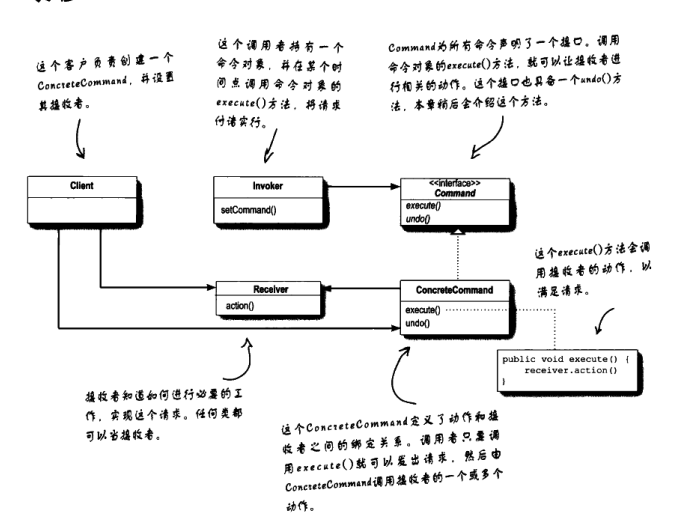 这个客户负责创建一个
ConcreteCommand，并设置
其接收者。
这个调用者持有一个
命令对象，并在某个时
间点调用命令对象的
execute()方法，将请求
付诸实行。
Command为所有命令声明了一个接口。调用
命令对象的execute()方法，就可以让接收者进
行相关的动作。这个接口也具备一个undo()方
法，本章稍后会介绍这个方法。
Client
Invoker
setCommand()
<<interface>>
Command
execute()
undo()
这个execute()方法会调
用接收者的动作，以
满足请求。
Receiver
action()
ConcreteCommand
execute()
undo()
public void execute() {
receiver.action()
}
接收者知道如何进行必要的工
作，实现这个请求。任何类都
可以当接收者。
这个ConcreteCommand定义了动作和接
收者之间的绑定关系。调用者只需调
用execute()就可以发出请求，然后由
ConcreteCommand调用接收者的一个或多个
动作。